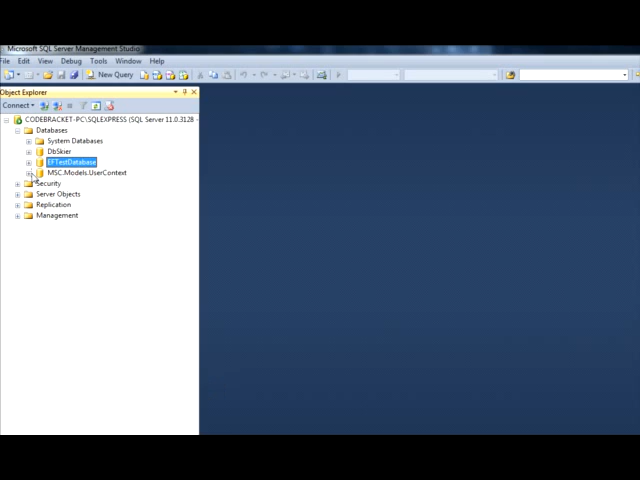 Microsoft SQL Server Management Studio
File Edit View Debug Tools Window Help
New Query
Object Explorer
Connect
CODEBRACKET-PC\SQLEXPRESS (SQL Server 11.0.3128 -
Databases
System Databases
DbSkier
EFTestDatabase
MSC.Models.UserContext
Security
Server Objects
Replication
Management